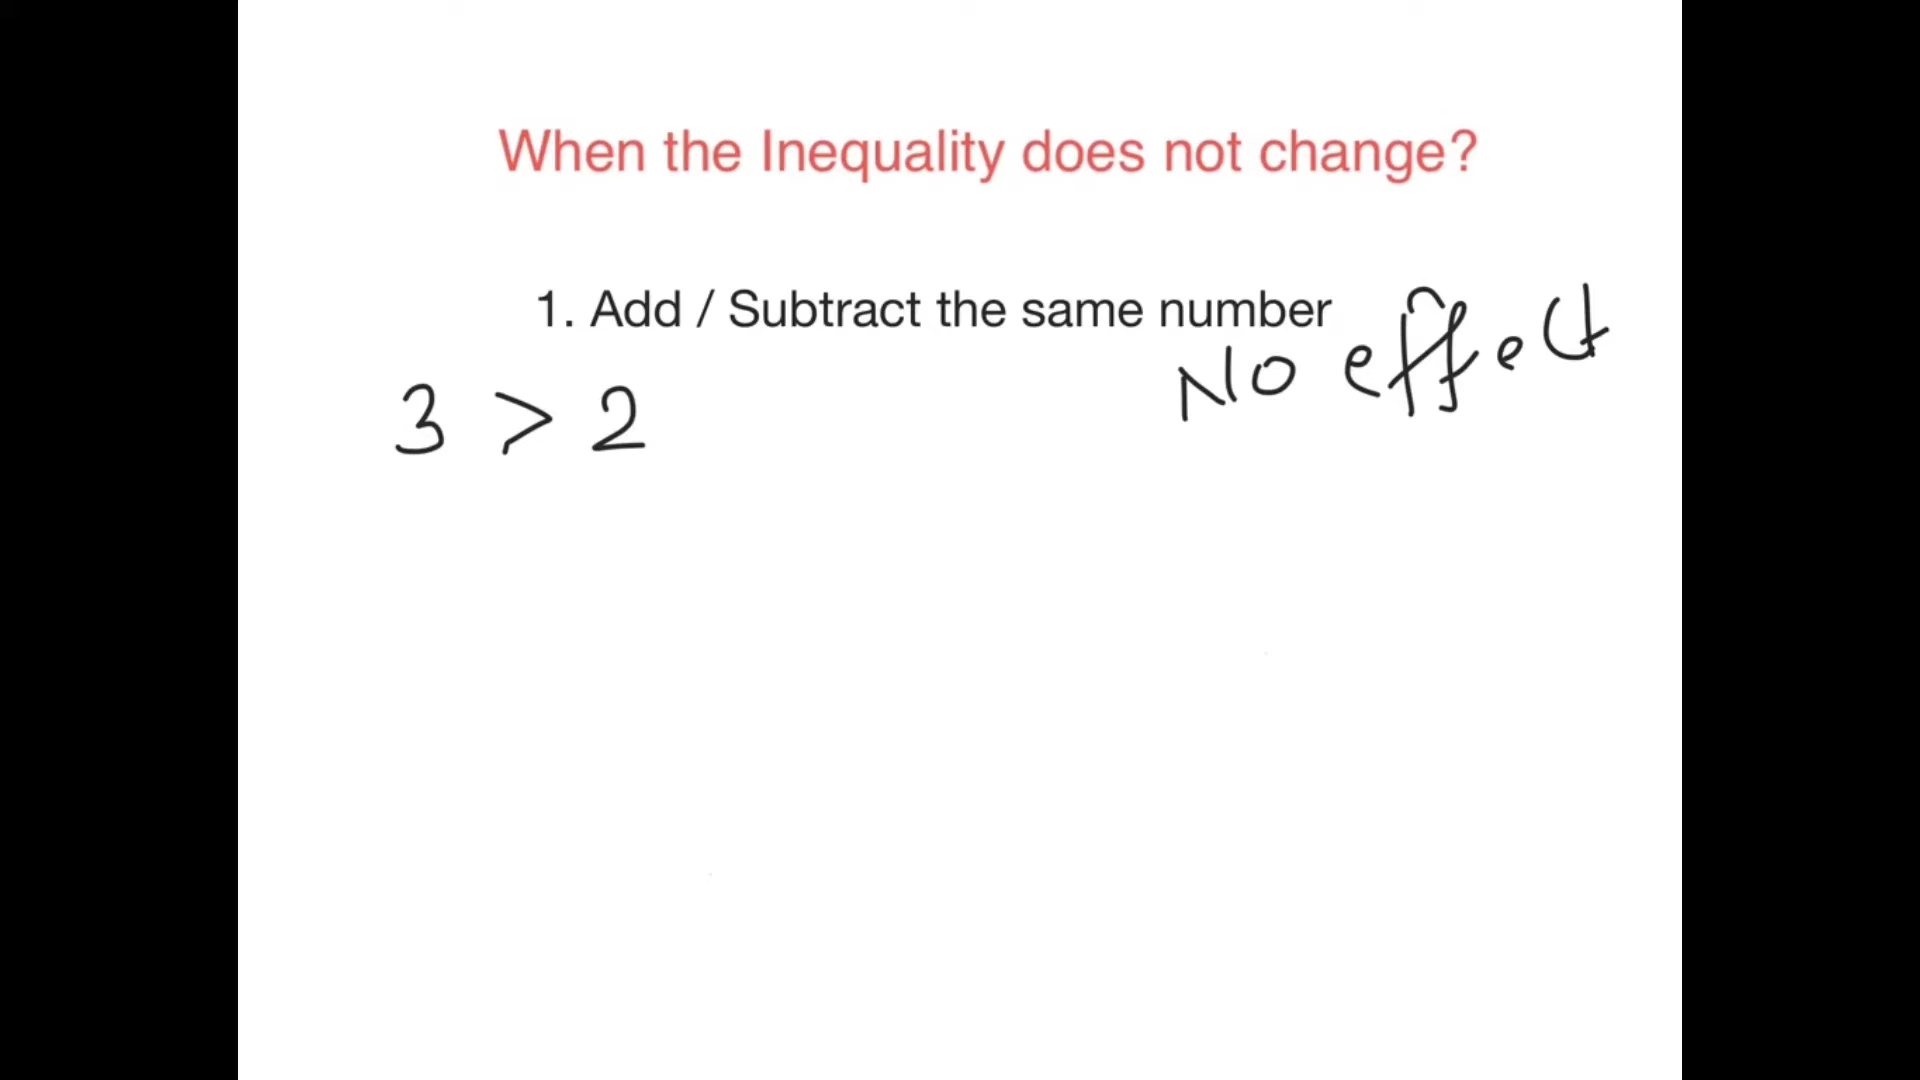 When the Inequality does not change?
1. Add / Subtract the same number
No effect
3 > 2